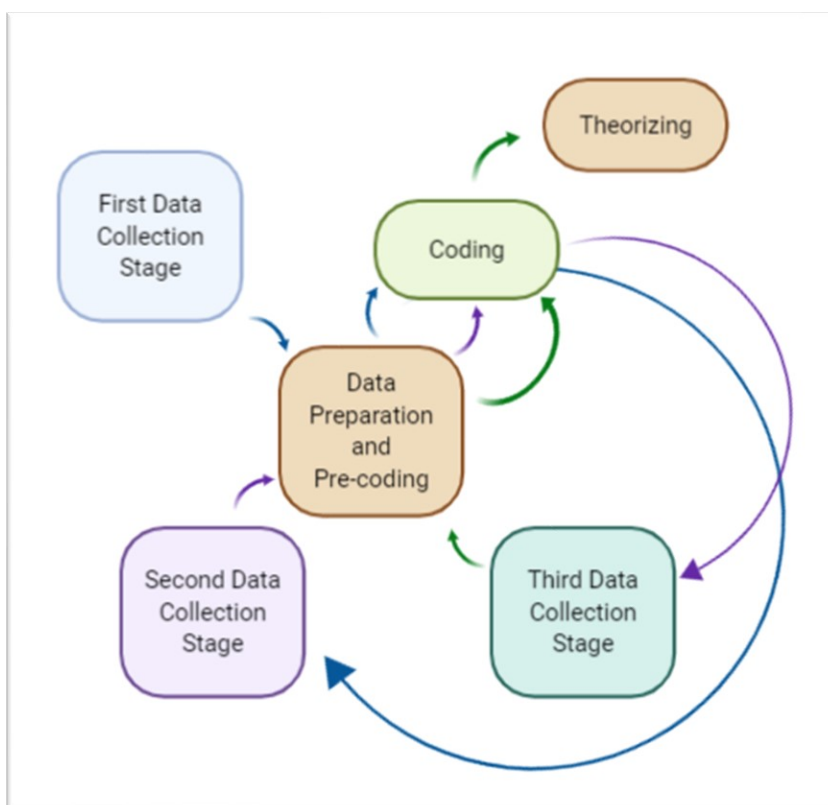 Theorizing
First Data
Collection
Stage
Coding
Data
Preparation
and
Pre-coding
Second Data
Collection
Stage
Third Data
Collection
Stage